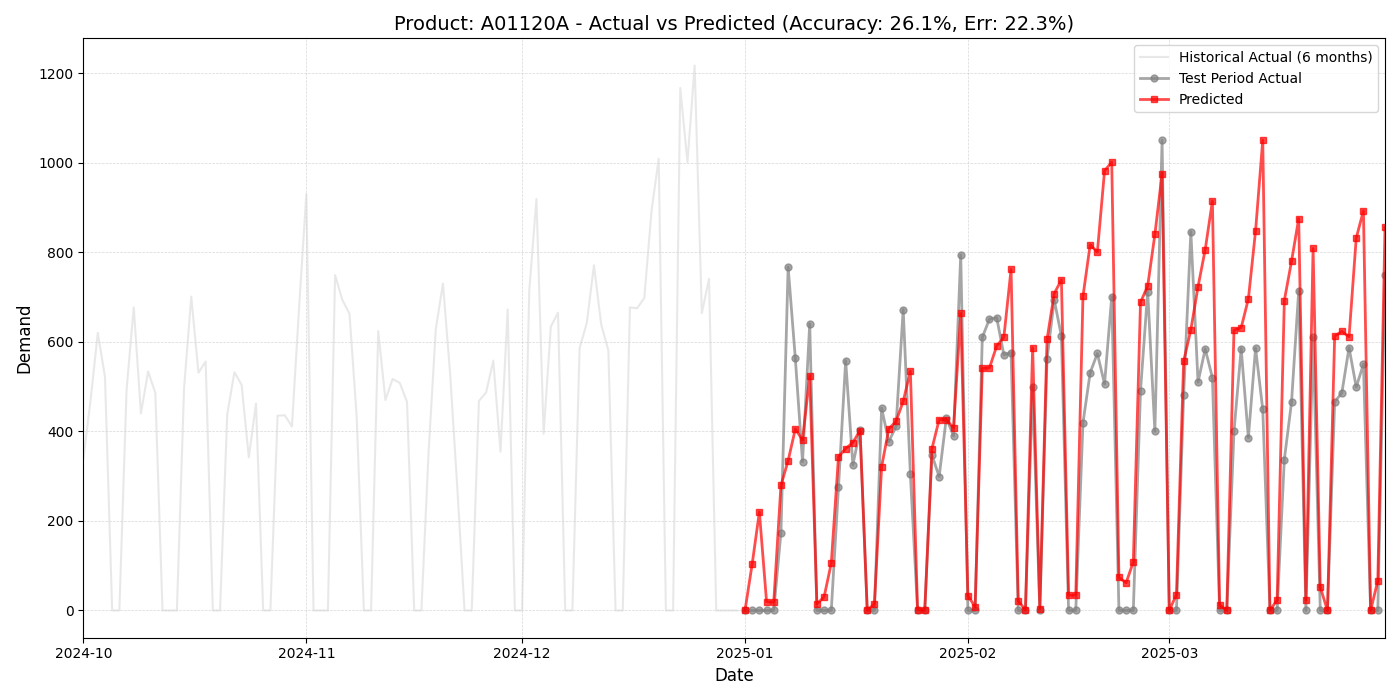 Product: A01120A - Actual vs Predicted (Accuracy: 26.1%, Err: 22.3%)
Historical Actual (6 months)
Test Period Actual
Predicted
1200
1000
800
600
400
200
0
Demand
2024-10
2024-11
2024-12
2025-01
2025-02
2025-03
Date